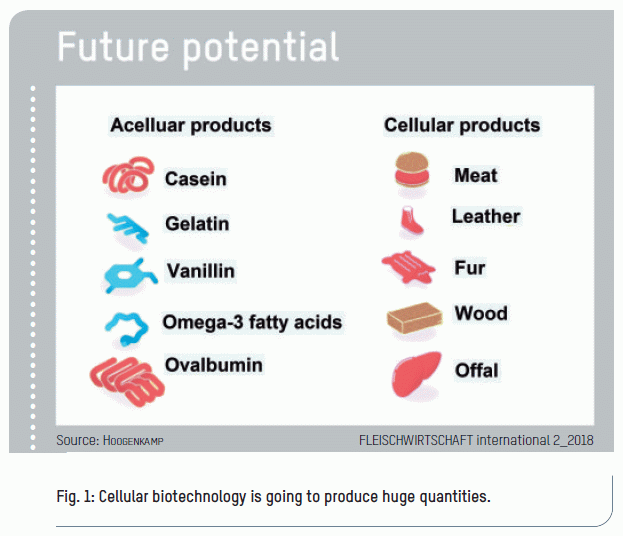 Future potential
Acelluar products
Casein
Gelatin
Vanillin
Omega-3 fatty acids
Ovalbumin
Cellular products
Meat
Leather
Fur
Wood
Offal
Source: HOOGENKAMP
FLEISCHWIRTSCHAFT international 2_2018
Fig. 1: Cellular biotechnology is going to produce huge quantities.